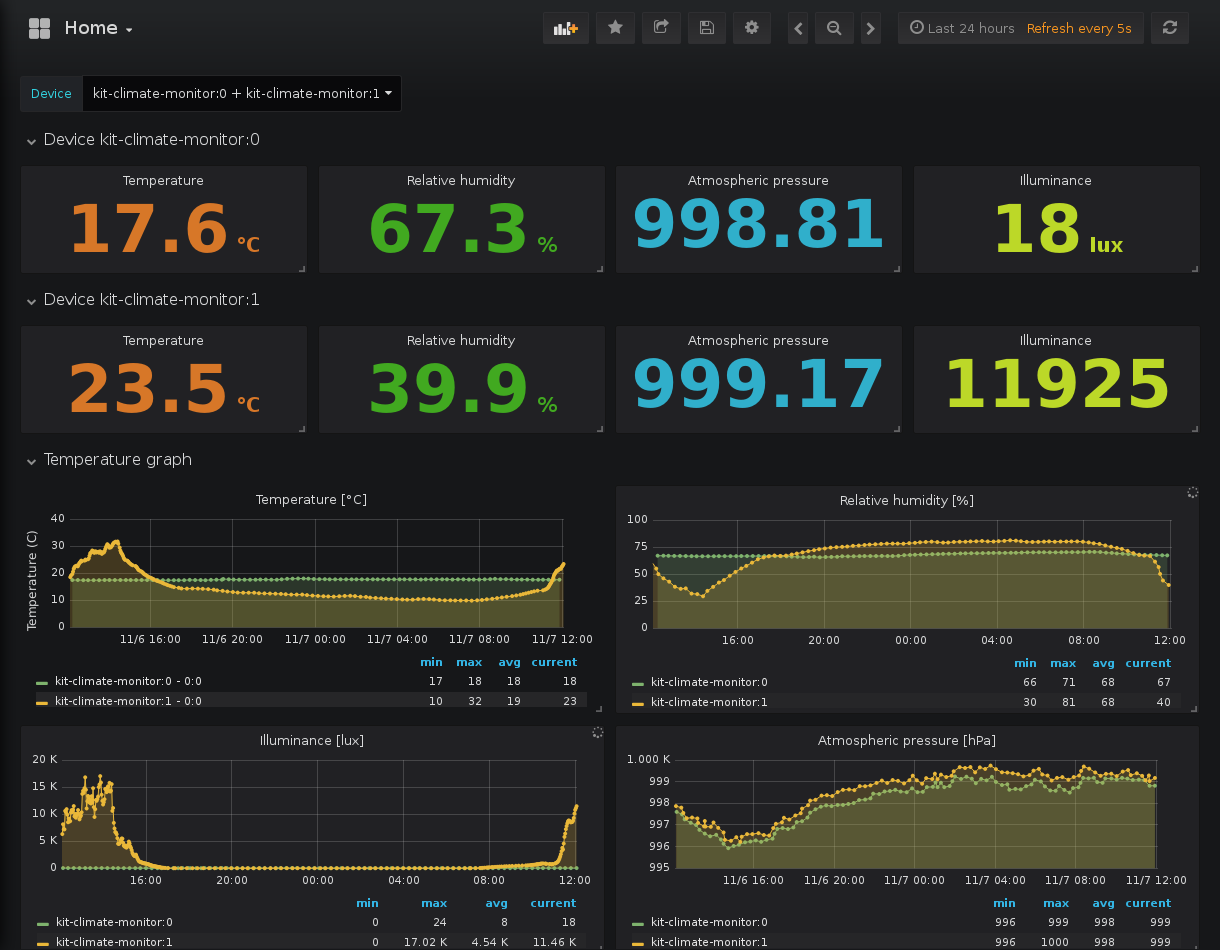 Home
Last 24 hours Refresh every 5s
Device kit-climate-monitor:0 + kit-climate-monitor:1
Device kit-climate-monitor:0
Temperature
17.6 °C
Relative humidity
67.3 %
Atmospheric pressure
998.81
Illuminance
18 lux
Device kit-climate-monitor:1
Temperature
23.5 °C
Relative humidity
39.9 %
Atmospheric pressure
999.17
Illuminance
11925
Temperature graph
Temperature [°C]
Temperature (C)
40
30
20
10
0
11/6 16:00 11/6 20:00 11/7 00:00 11/7 04:00 11/7 08:00 11/7 12:00
min max avg current
kit-climate-monitor:0 - 0:0 17 18 18 18
kit-climate-monitor:1 - 0:0 10 32 19 23
Relative humidity [%]
100
75
50
25
0
16:00 20:00 00:00 04:00 08:00 12:00
min max avg current
kit-climate-monitor:0 66 71 68 67
kit-climate-monitor:1 30 81 68 40
Illuminance [lux]
20 K
15 K
10 K
5 K
0
16:00 20:00 00:00 04:00 08:00 12:00
min max avg current
kit-climate-monitor:0 0 24 8 18
kit-climate-monitor:1 0 17.02 K 4.54 K 11.46 K
Atmospheric pressure [hPa]
1.000 K
999
998
997
996
995
11/6 16:00 11/6 20:00 11/7 00:00 11/7 04:00 11/7 08:00 11/7 12:00
min max avg current
kit-climate-monitor:0 996 999 998 999
kit-climate-monitor:1 996 1000 998 999